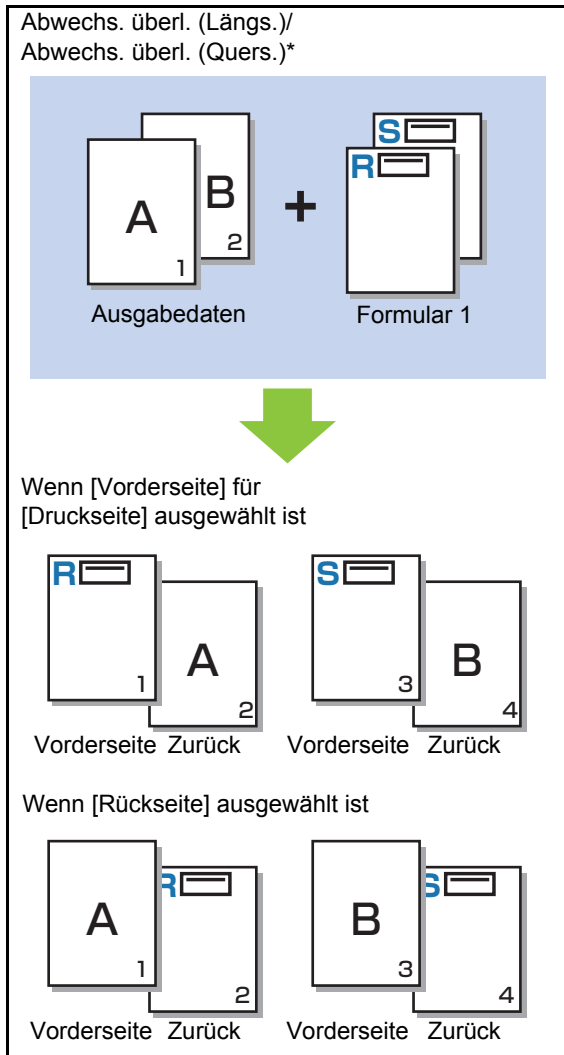 Abwechs. überl. (Längs.)/
Abwechs. überl. (Quers.)*
S
R
A
B
+
1
2
Ausgabedaten Formular 1
Wenn [Vorderseite] für
[Druckseite] ausgewählt ist
R S
A B
1 3
2 4
Vorderseite Zurück Vorderseite Zurück
Wenn [Rückseite] ausgewählt ist
R S
A B
1 3
2 4
Vorderseite Zurück Vorderseite Zurück